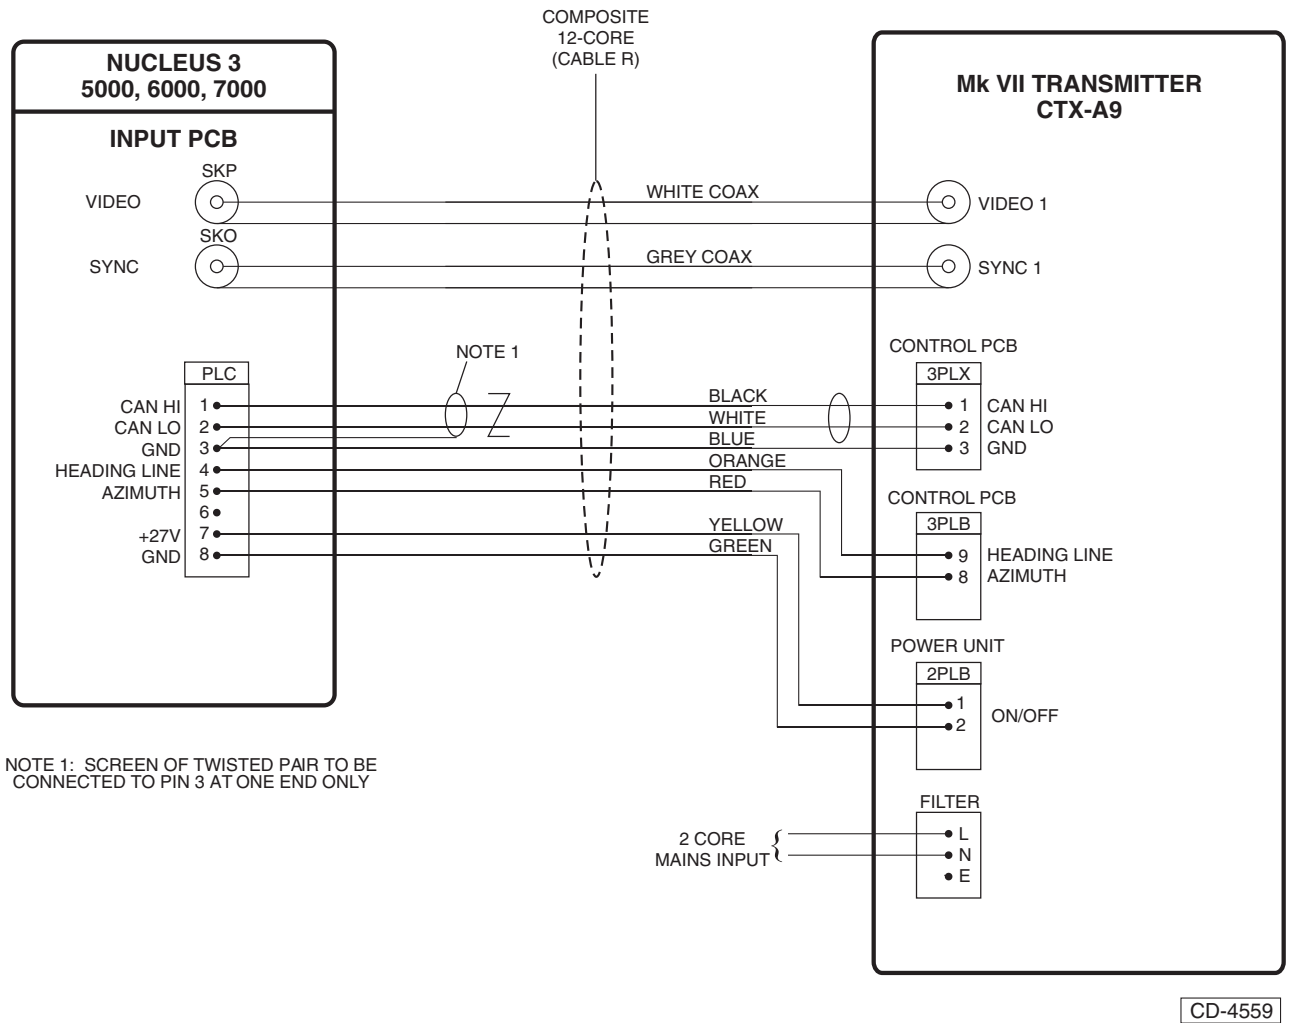 COMPOSITE
12-CORE
(CABLE R)
NUCLEUS 3
5000, 6000, 7000
INPUT PCB
SKP
VIDEO
SKO
SYNC
WHITE COAX
GREY COAX
Mk VII TRANSMITTER
CTX-A9
VIDEO 1
SYNC 1
NOTE 1
PLC
CAN HI 1
CAN LO 2
GND 3
HEADING LINE 4
AZIMUTH 5
6
+27V 7
GND 8
BLACK
WHITE
BLUE
ORANGE
RED
YELLOW
GREEN
CONTROL PCB
3PLX
1 CAN HI
2 CAN LO
3 GND
CONTROL PCB
3PLB
9 HEADING LINE
8 AZIMUTH
POWER UNIT
2PLB
1
2
ON/OFF
NOTE 1: SCREEN OF TWISTED PAIR TO BE
CONNECTED TO PIN 3 AT ONE END ONLY
2 CORE
MAINS INPUT
FILTER
L
N
E
CD-4559